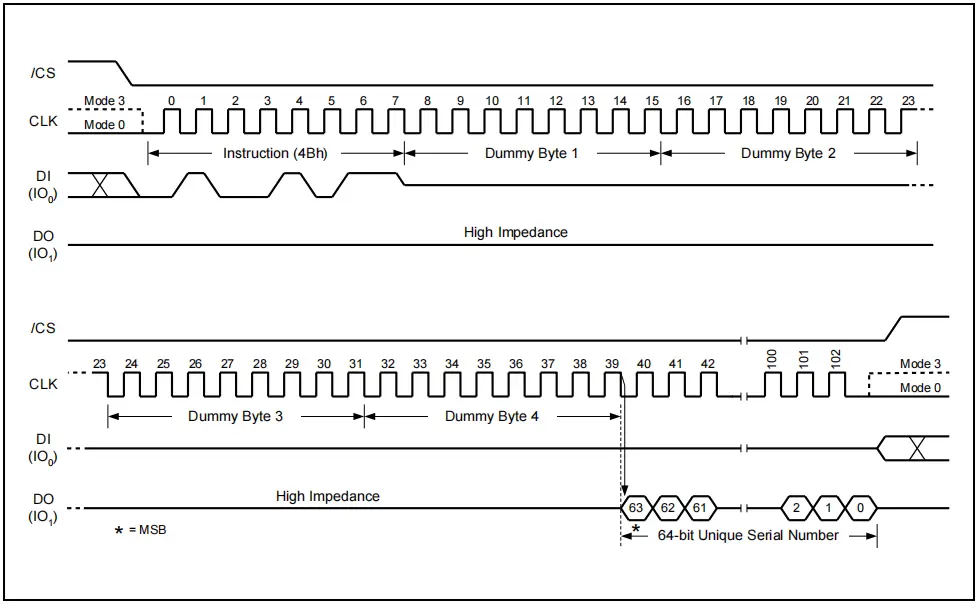 /CS
Mode 3 0 1 2 3 4 5 6 7 8 9 10 11 12 13 14 15 16 17 18 19 20 21 22 23
CLK
Mode 0
Instruction (4Bh) Dummy Byte 1 Dummy Byte 2
DI
(IO0)
DO
(IO1)
High Impedance
/CS
23 24 25 26 27 28 29 30 31 32 33 34 35 36 37 38 39 40 41 42 100 101 102 Mode 3
CLK
Mode 0
Dummy Byte 3 Dummy Byte 4
DI
(IO0)
DO
(IO1)
High Impedance
63 62 61 2 1 0
* = MSB
* 64-bit Unique Serial Number